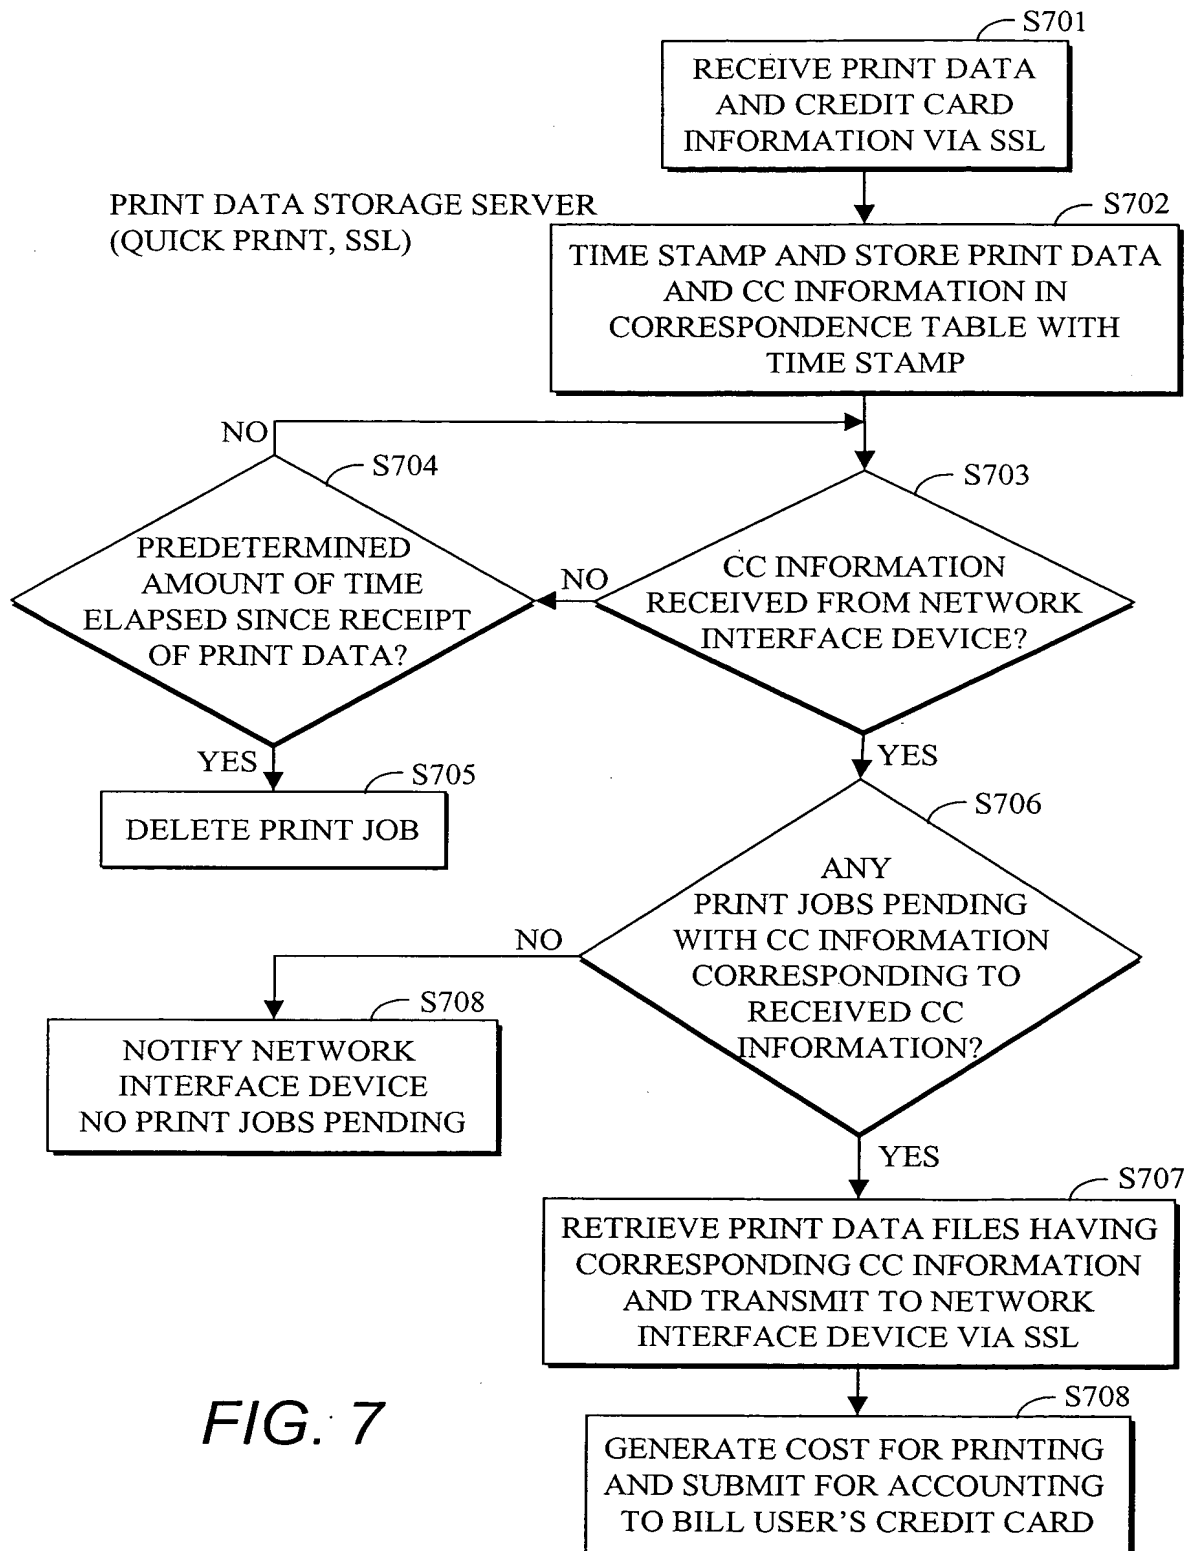 S701
RECEIVE PRINT DATA
AND CREDIT CARD
INFORMATION VIA SSL
PRINT DATA STORAGE SERVER
(QUICK PRINT, SSL)
S702
TIME STAMP AND STORE PRINT DATA
AND CC INFORMATION IN
CORRESPONDENCE TABLE WITH
TIME STAMP
NO
S704
PREDETERMINED
AMOUNT OF TIME
ELAPSED SINCE RECEIPT
OF PRINT DATA?
NO
S703
CC INFORMATION
RECEIVED FROM NETWORK
INTERFACE DEVICE?
YES
S705
DELETE PRINT JOB
YES
S706
ANY
PRINT JOBS PENDING
WITH CC INFORMATION
CORRESPONDING TO
RECEIVED CC
INFORMATION?
NO
S708
NOTIFY NETWORK
INTERFACE DEVICE
NO PRINT JOBS PENDING
YES
S707
RETRIEVE PRINT DATA FILES HAVING
CORRESPONDING CC INFORMATION
AND TRANSMIT TO NETWORK
INTERFACE DEVICE VIA SSL
S708
GENERATE COST FOR PRINTING
AND SUBMIT FOR ACCOUNTING
TO BILL USER'S CREDIT CARD
FIG. 7